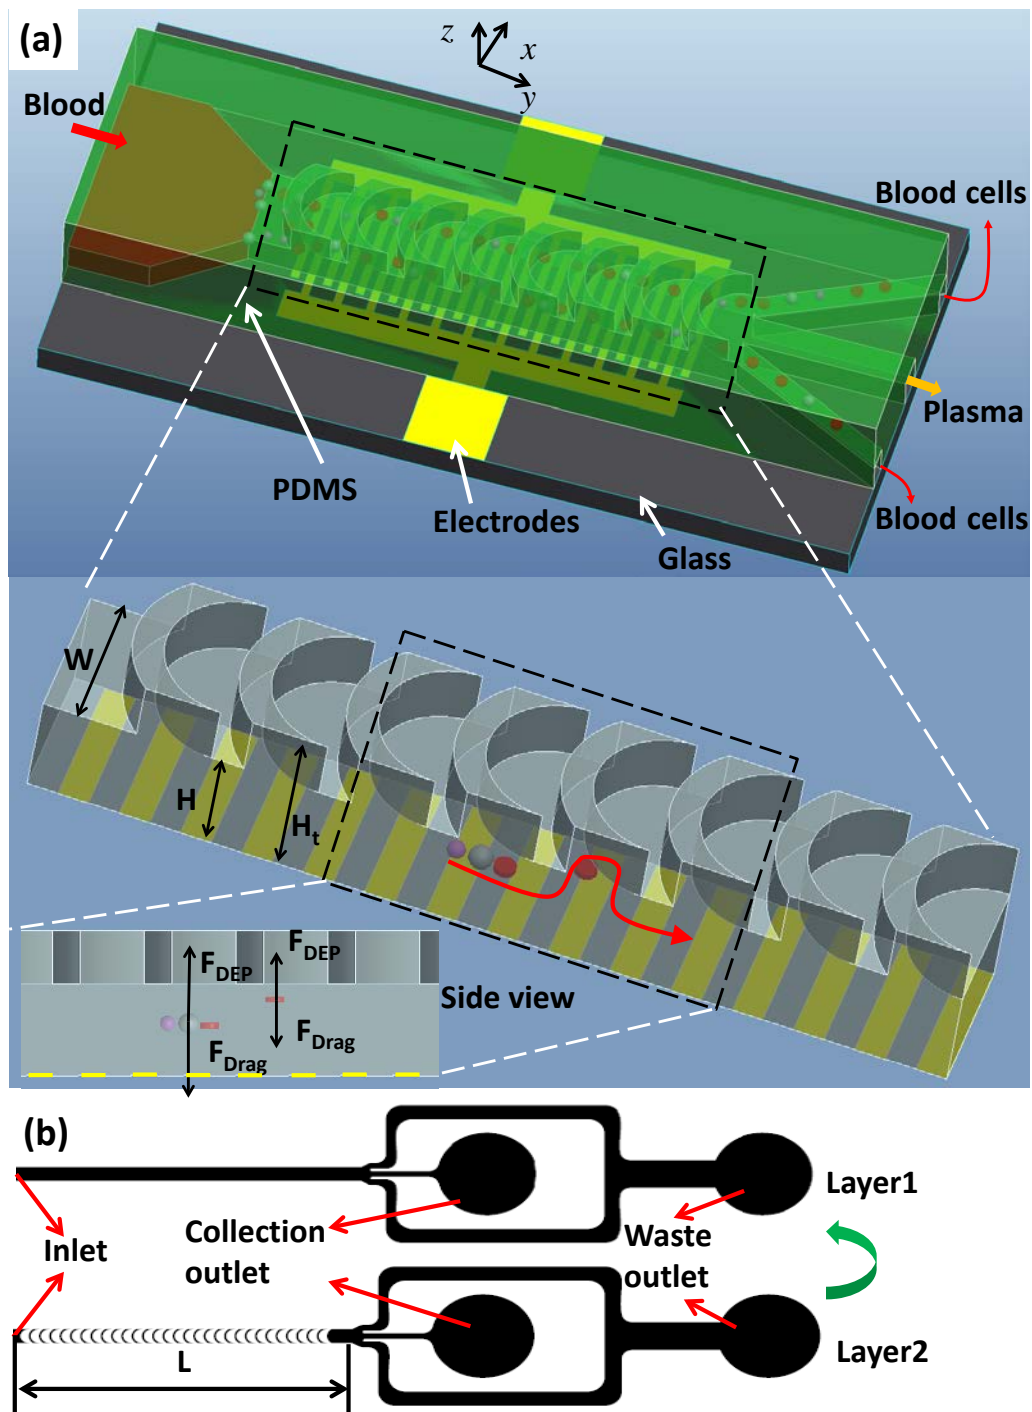 (a)
z
x
y
Blood
Blood cells
Plasma
PDMS
Electrodes
Blood cells
Glass
W
H
Ht
FDEP
FDEP
Side view
FDrag
FDrag
(b)
Layer1
Collection
outlet
Waste
outlet
Inlet
Layer2
L